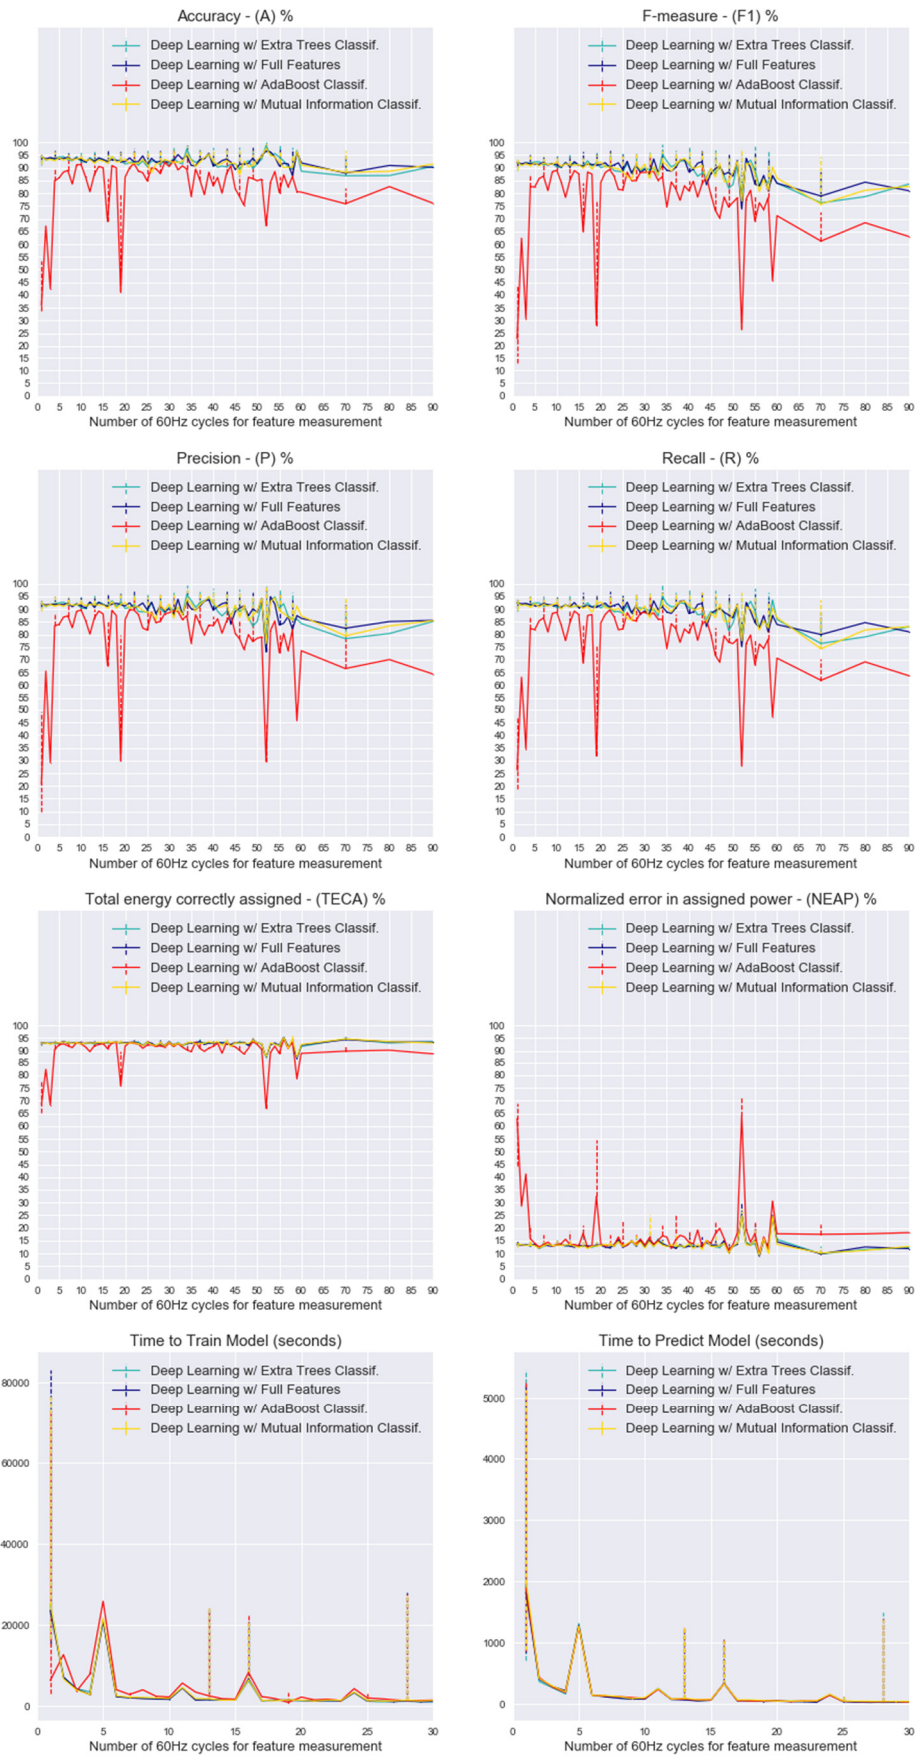 Accuracy - (A) %
Deep Learning w/ Extra Trees Classif.
Deep Learning w/ Full Features
Deep Learning w/ AdaBoost Classif.
Deep Learning w/ Mutual Information Classif.
100
95
90
85
80
75
70
65
60
55
50
45
40
35
30
25
20
15
10
5
0
0 5 10 15 20 25 30 35 40 45 50 55 60 65 70 75 80 85 90
Number of 60Hz cycles for feature measurement
F-measure - (F1) %
Deep Learning w/ Extra Trees Classif.
Deep Learning w/ Full Features
Deep Learning w/ AdaBoost Classif.
Deep Learning w/ Mutual Information Classif.
100
95
90
85
80
75
70
65
60
55
50
45
40
35
30
25
20
15
10
5
0
0 5 10 15 20 25 30 35 40 45 50 55 60 65 70 75 80 85 90
Number of 60Hz cycles for feature measurement
Precision - (P) %
Deep Learning w/ Extra Trees Classif.
Deep Learning w/ Full Features
Deep Learning w/ AdaBoost Classif.
Deep Learning w/ Mutual Information Classif.
100
95
90
85
80
75
70
65
60
55
50
45
40
35
30
25
20
15
10
5
0
0 5 10 15 20 25 30 35 40 45 50 55 60 65 70 75 80 85 90
Number of 60Hz cycles for feature measurement
Recall - (R) %
Deep Learning w/ Extra Trees Classif.
Deep Learning w/ Full Features
Deep Learning w/ AdaBoost Classif.
Deep Learning w/ Mutual Information Classif.
100
95
90
85
80
75
70
65
60
55
50
45
40
35
30
25
20
15
10
5
0
0 5 10 15 20 25 30 35 40 45 50 55 60 65 70 75 80 85 90
Number of 60Hz cycles for feature measurement
Total energy correctly assigned - (TECA) %
Deep Learning w/ Extra Trees Classif.
Deep Learning w/ Full Features
Deep Learning w/ AdaBoost Classif.
Deep Learning w/ Mutual Information Classif.
100
95
90
85
80
75
70
65
60
55
50
45
40
35
30
25
20
15
10
5
0
0 5 10 15 20 25 30 35 40 45 50 55 60 65 70 75 80 85 90
Number of 60Hz cycles for feature measurement
Normalized error in assigned power - (NEAP) %
Deep Learning w/ Extra Trees Classif.
Deep Learning w/ Full Features
Deep Learning w/ AdaBoost Classif.
Deep Learning w/ Mutual Information Classif.
100
95
90
85
80
75
70
65
60
55
50
45
40
35
30
25
20
15
10
5
0
0 5 10 15 20 25 30 35 40 45 50 55 60 65 70 75 80 85 90
Number of 60Hz cycles for feature measurement
Time to Train Model (seconds)
Deep Learning w/ Extra Trees Classif.
Deep Learning w/ Full Features
Deep Learning w/ AdaBoost Classif.
Deep Learning w/ Mutual Information Classif.
80000
60000
40000
20000
0
0 5 10 15 20 25 30
Number of 60Hz cycles for feature measurement
Time to Predict Model (seconds)
Deep Learning w/ Extra Trees Classif.
Deep Learning w/ Full Features
Deep Learning w/ AdaBoost Classif.
Deep Learning w/ Mutual Information Classif.
5000
4000
3000
2000
1000
0
0 5 10 15 20 25 30
Number of 60Hz cycles for feature measurement